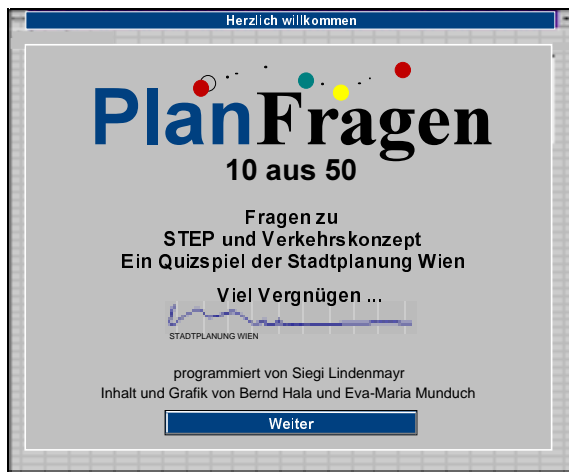 Herzlich willkommen
PlanFragen
10 aus 50
Fragen zu
STEP und Verkehrskonzept
Ein Quizspiel der Stadtplanung Wien
Viel Vergnügen ...
STADTPLANUNG WIEN
programmiert von Siegi Lindenmayr
Inhalt und Grafik von Bernd Hala und Eva-Maria Munduch
Weiter